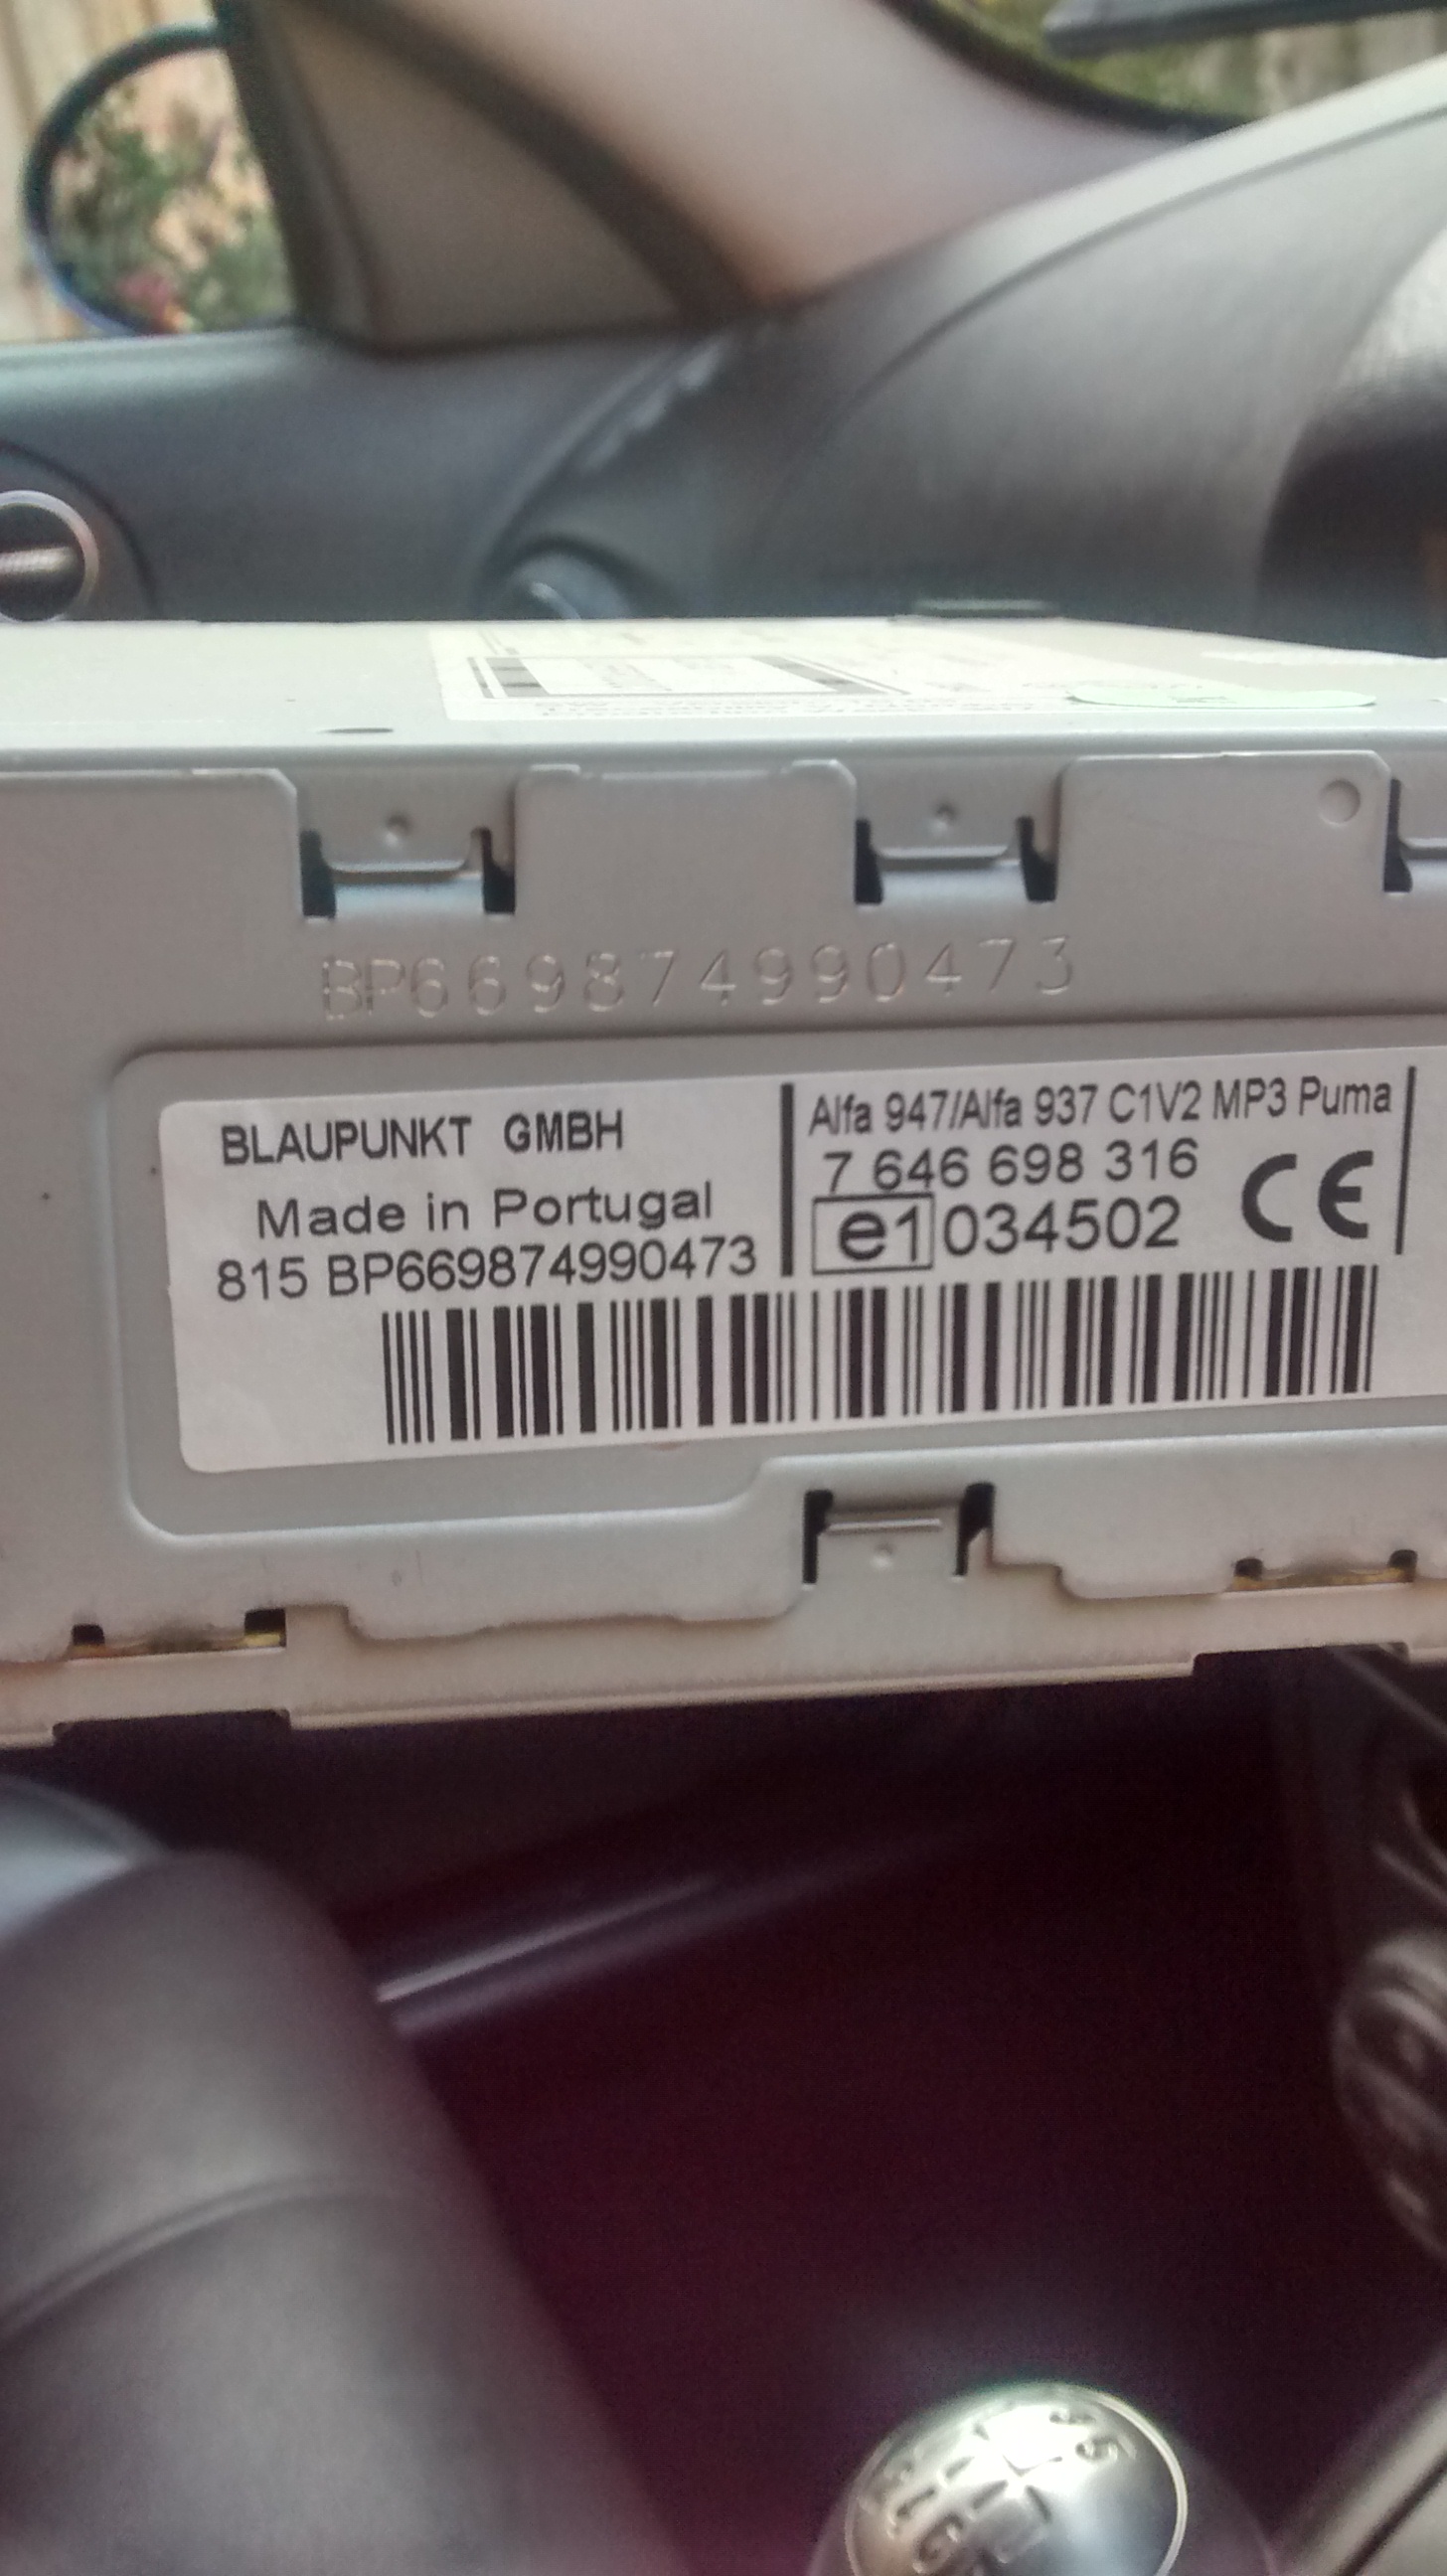 BP669874990473
BLAUPUNKT GMBH
Made in Portugal
815 BP669874990473
Alfa 947/Alfa 937 C1V2 MP3 Puma
7 646 698 316
e1 034502 CE